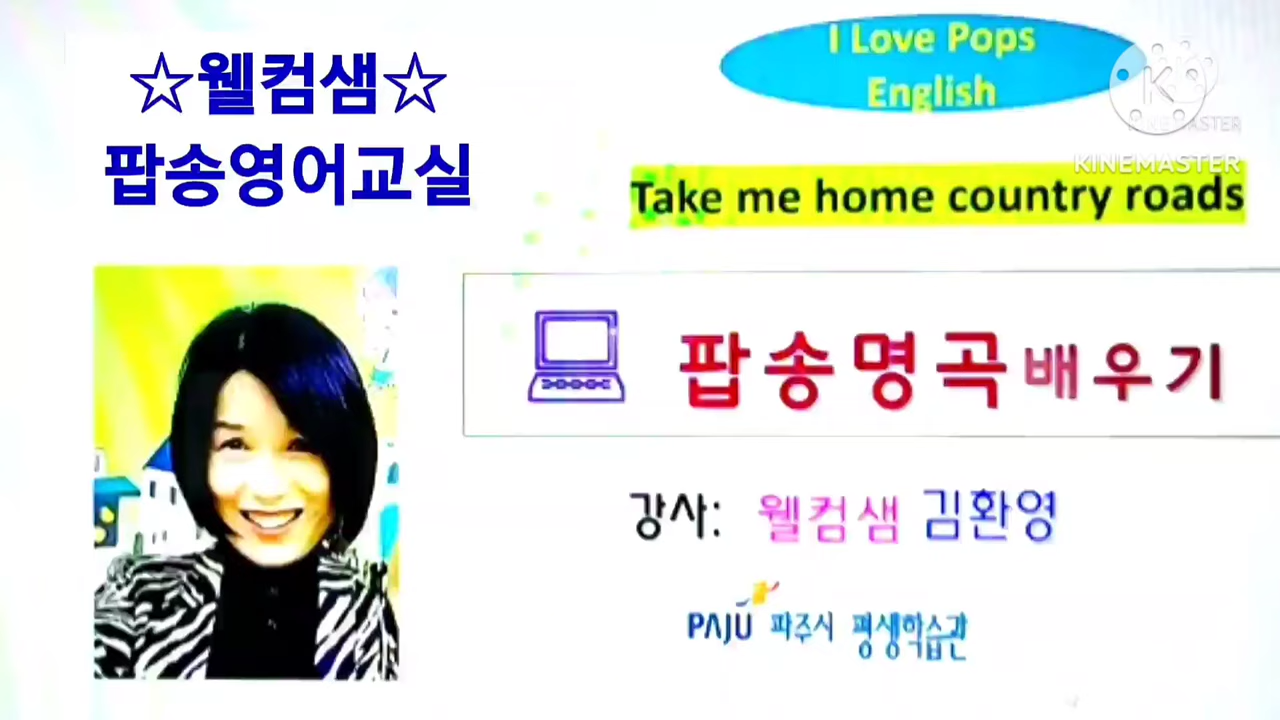 ☆웰컴샘☆
팝송영어교실
I Love Pops
English
KINEMASTER
KINEMASTER
Take me home country roads
팝송명곡배우기
강사: 웰컴샘 김환영
PAJU 파주시 평생학습관